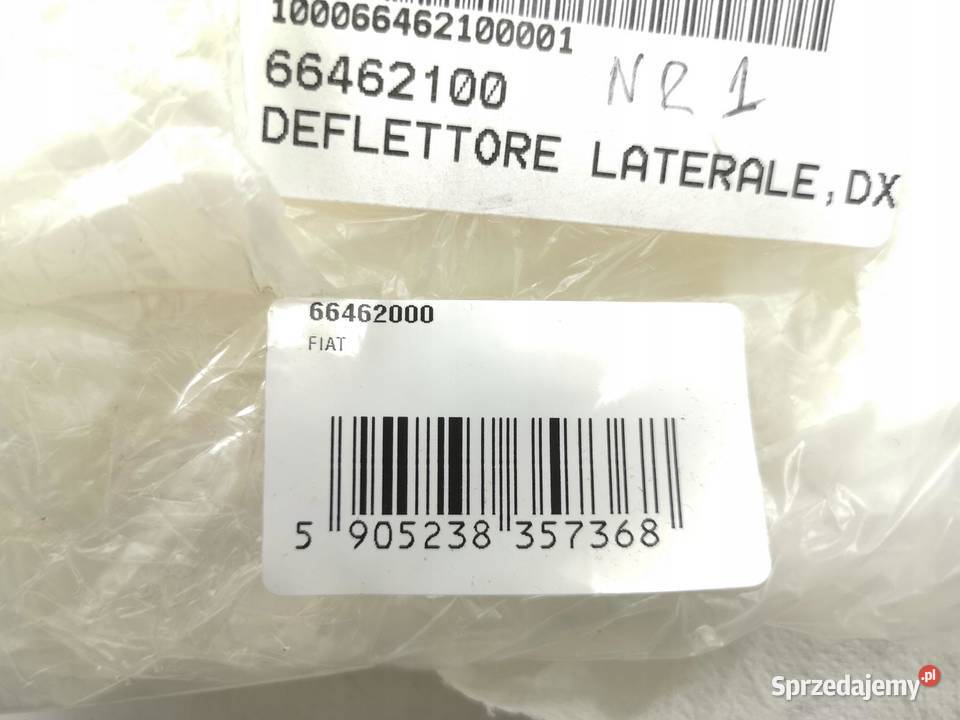 100066462100001
66462100 NR 1
DEFLETTORE LATERALE,DX
66462000
FIAT
5 905238 357368
Sprzedajemy.pl